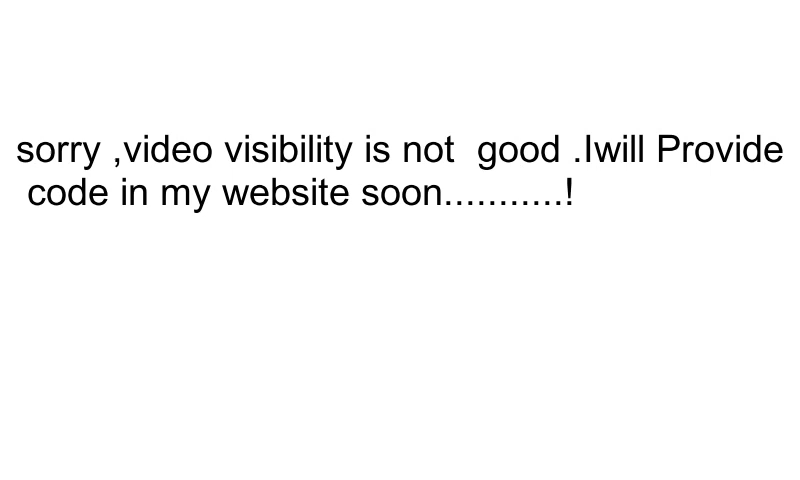 sorry ,video visibility is not  good .Iwill Provide
code in my website soon...........!